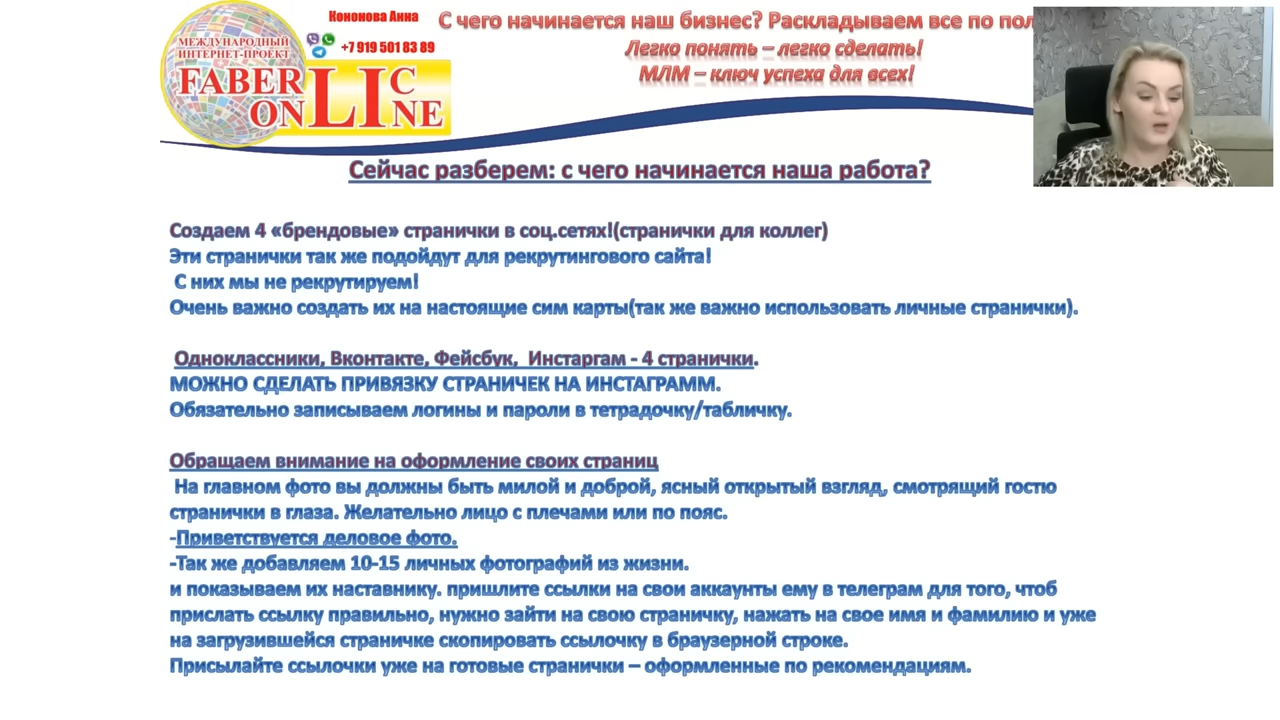 Кононова Анна
+7 919 501 83 89
МЕЖДУНАРОДНЫЙ
ИНТЕРНЕТ-ПРОЕКТ
FABERLIC
ONLINE
С чего начинается наш бизнес? Раскладываем все по
Легко понять – легко сделать!
МЛМ – ключ успеха для всех!
Сейчас разберем: с чего начинается наша работа?
Создаем 4 «брендовые» странички в соц.сетях!(странички для коллег)
Эти странички так же подойдут для рекрутингового сайта!
С них мы не рекрутируем!
Очень важно создать их на настоящие сим карты(так же важно использовать личные странички).
Одноклассники, Вконтакте, Фейсбук, Инстаргам - 4 странички.
МОЖНО СДЕЛАТЬ ПРИВЯЗКУ СТРАНИЧЕК НА ИНСТАГРАММ.
Обязательно записываем логины и пароли в тетрадочку/табличку.
Обращаем внимание на оформление своих страниц
На главном фото вы должны быть милой и доброй, ясный открытый взгляд, смотрящий гостю
странички в глаза. Желательно лицо с плечами или по пояс.
-Приветствуется деловое фото.
-Так же добавляем 10-15 личных фотографий из жизни.
и показываем их наставнику. пришлите ссылки на свои аккаунты ему в телеграм для того, чтоб
прислать ссылку правильно, нужно зайти на свою страничку, нажать на свое имя и фамилию и уже
на загрузившейся страничке скопировать ссылочку в браузерной строке.
Присылайте ссылочки уже на готовые странички – оформленные по рекомендациям.